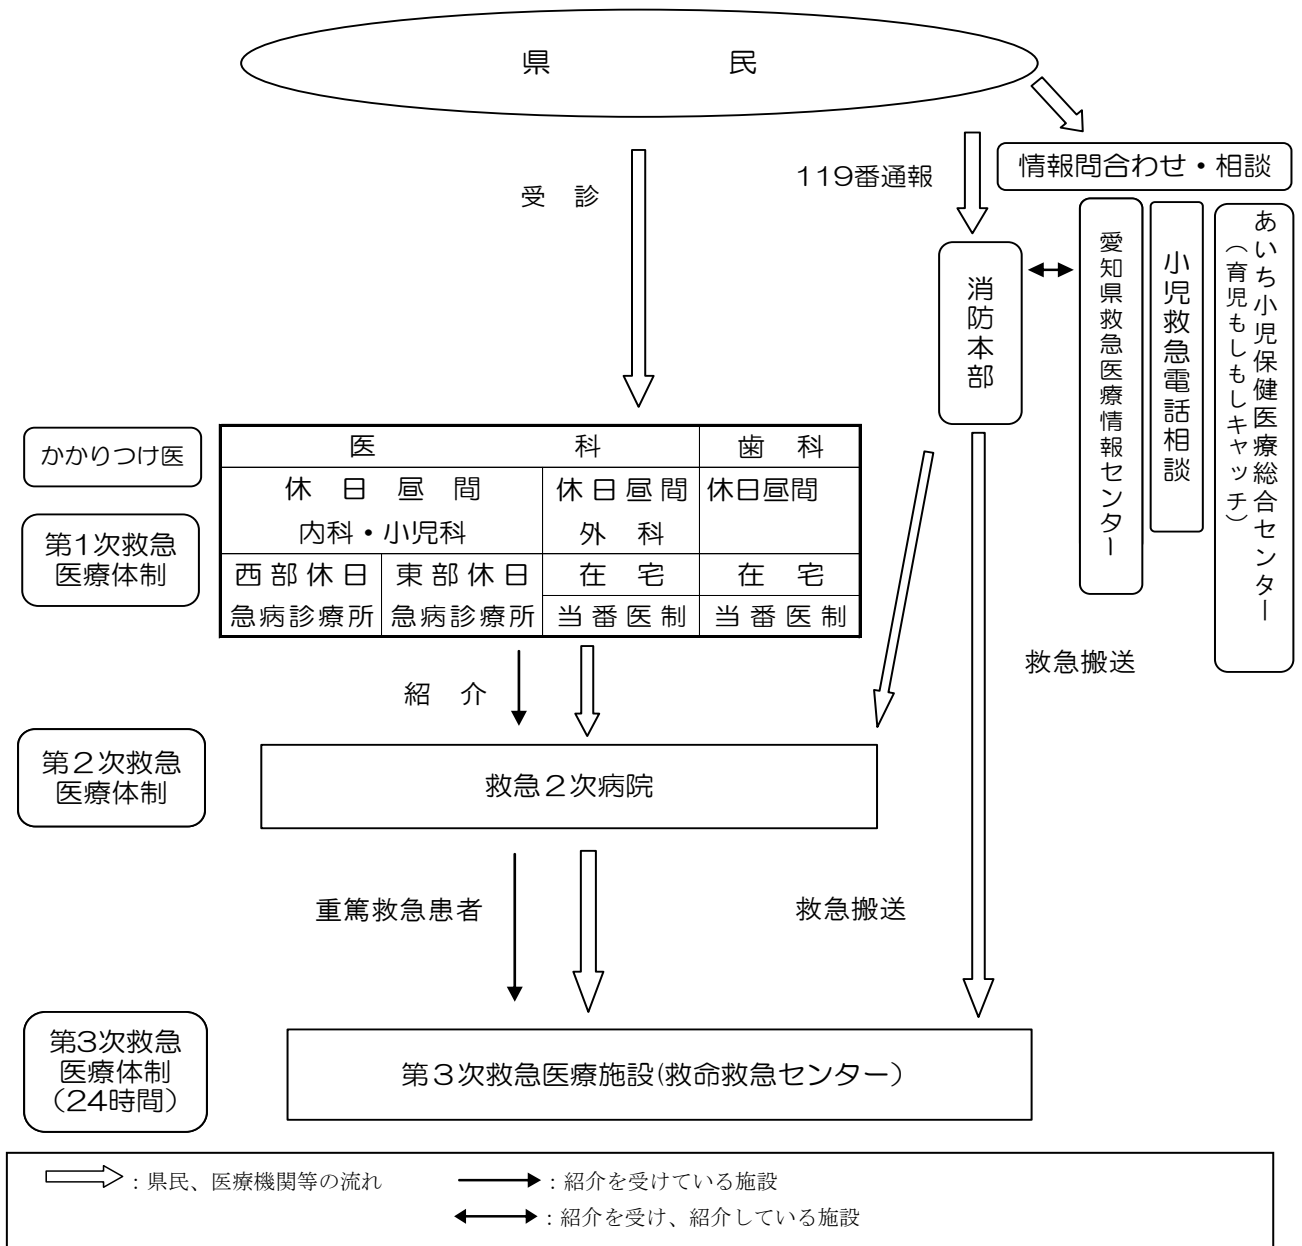 県 民
受 診
119番通報
情報問合わせ・相談
消防本部
愛知県救急医療情報センター
小児救急電話相談
あいち小児保健医療総合センター
（育児もしもしキャッチ）
かかりつけ医
第1次救急
医療体制
医 科
歯 科
休 日 昼 間
内科・小児科
休日昼間
外 科
休日昼間
西部休日
急病診療所
東部休日
急病診療所
在 宅
当番医制
在 宅
当番医制
紹 介
救急搬送
第２次救急
医療体制
救急２次病院
重篤救急患者
救急搬送
第3次救急
医療体制
（24時間）
第３次救急医療施設(救命救急センター）
：県民、医療機関等の流れ
：紹介を受けている施設
：紹介を受け、紹介している施設